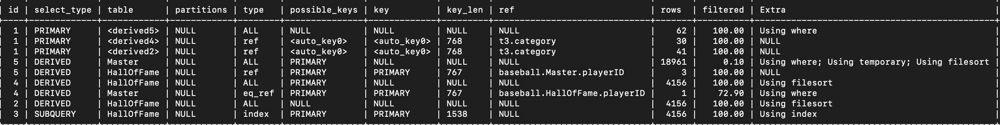 | id | select_type | table | partitions | type | possible_keys | key | key_len | ref | rows | filtered | Extra |
| 1 | PRIMARY | <derived5> | NULL | ALL | NULL | NULL | NULL | NULL | 62 | 100.00 | Using where |
| 1 | PRIMARY | <derived4> | NULL | ref | <auto_key0> | <auto_key0> | 768 | t3.category | 30 | 100.00 | NULL |
| 1 | PRIMARY | <derived2> | NULL | ref | <auto_key0> | <auto_key0> | 768 | t3.category | 41 | 100.00 | NULL |
| 5 | DERIVED | Master | NULL | ALL | PRIMARY | NULL | NULL | NULL | 18961 | 0.10 | Using where; Using temporary; Using filesort |
| 5 | DERIVED | HallOfFame | NULL | ref | PRIMARY | PRIMARY | 767 | baseball.Master.playerID | 3 | 100.00 | NULL |
| 4 | DERIVED | HallOfFame | NULL | ALL | PRIMARY | NULL | NULL | NULL | 4156 | 100.00 | Using filesort |
| 4 | DERIVED | Master | NULL | eq_ref | PRIMARY | PRIMARY | 767 | baseball.HallOfFame.playerID | 1 | 72.90 | Using where |
| 2 | DERIVED | HallOfFame | NULL | ALL | NULL | NULL | NULL | NULL | 4156 | 100.00 | Using filesort |
| 3 | SUBQUERY | HallOfFame | NULL | index | PRIMARY | PRIMARY | 1538 | NULL | 4156 | 100.00 | Using index |